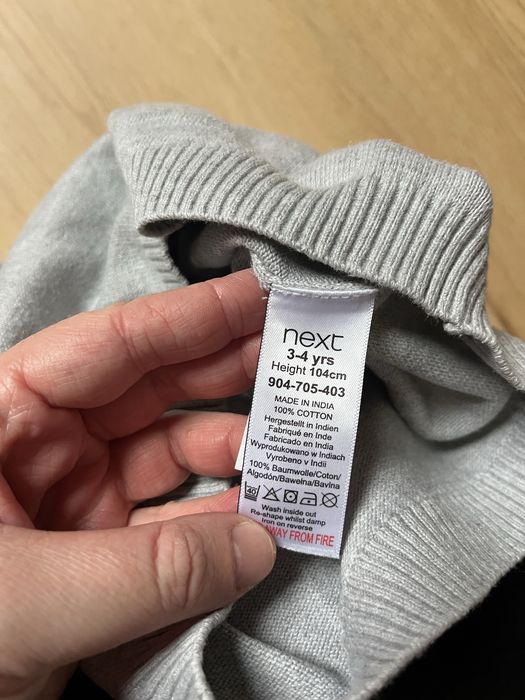 next
3-4 yrs
Height 104cm
904-705-403
MADE IN INDIA
100% COTTON
Hergestellt in Indien
Fabriqué en Inde
Fabricado en India
Wyprodukowano w Indiach
Vyrobeno v Indii
100% Baumwolle/Coton/
Algodón/Bawełna/Bavlna
40
Wash inside out
Re-shape whilst damp
Iron on reverse
AWAY FROM FIRE